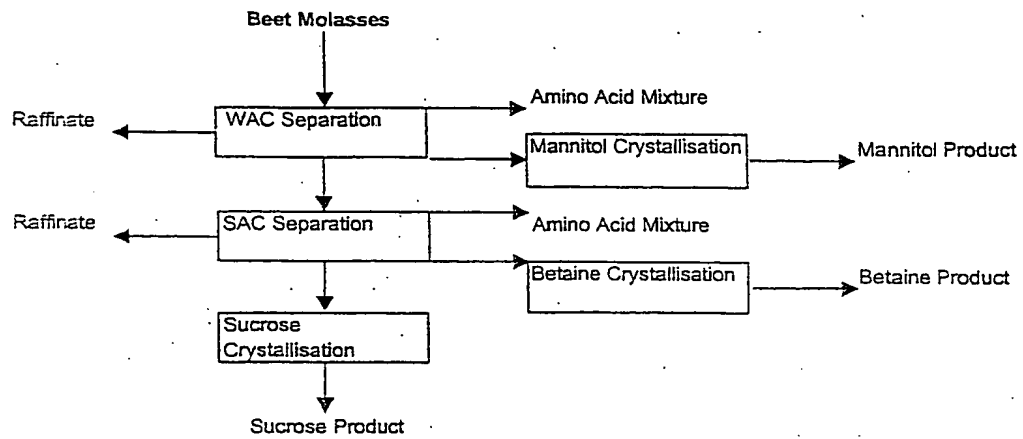 Beet Molasses
Raffinate
WAC Separation
Amino Acid Mixture
Mannitol Crystallisation
Mannitol Product
Raffinate
SAC Separation
Amino Acid Mixture
Betaine Crystallisation
Betaine Product
Sucrose
Crystallisation
Sucrose Product